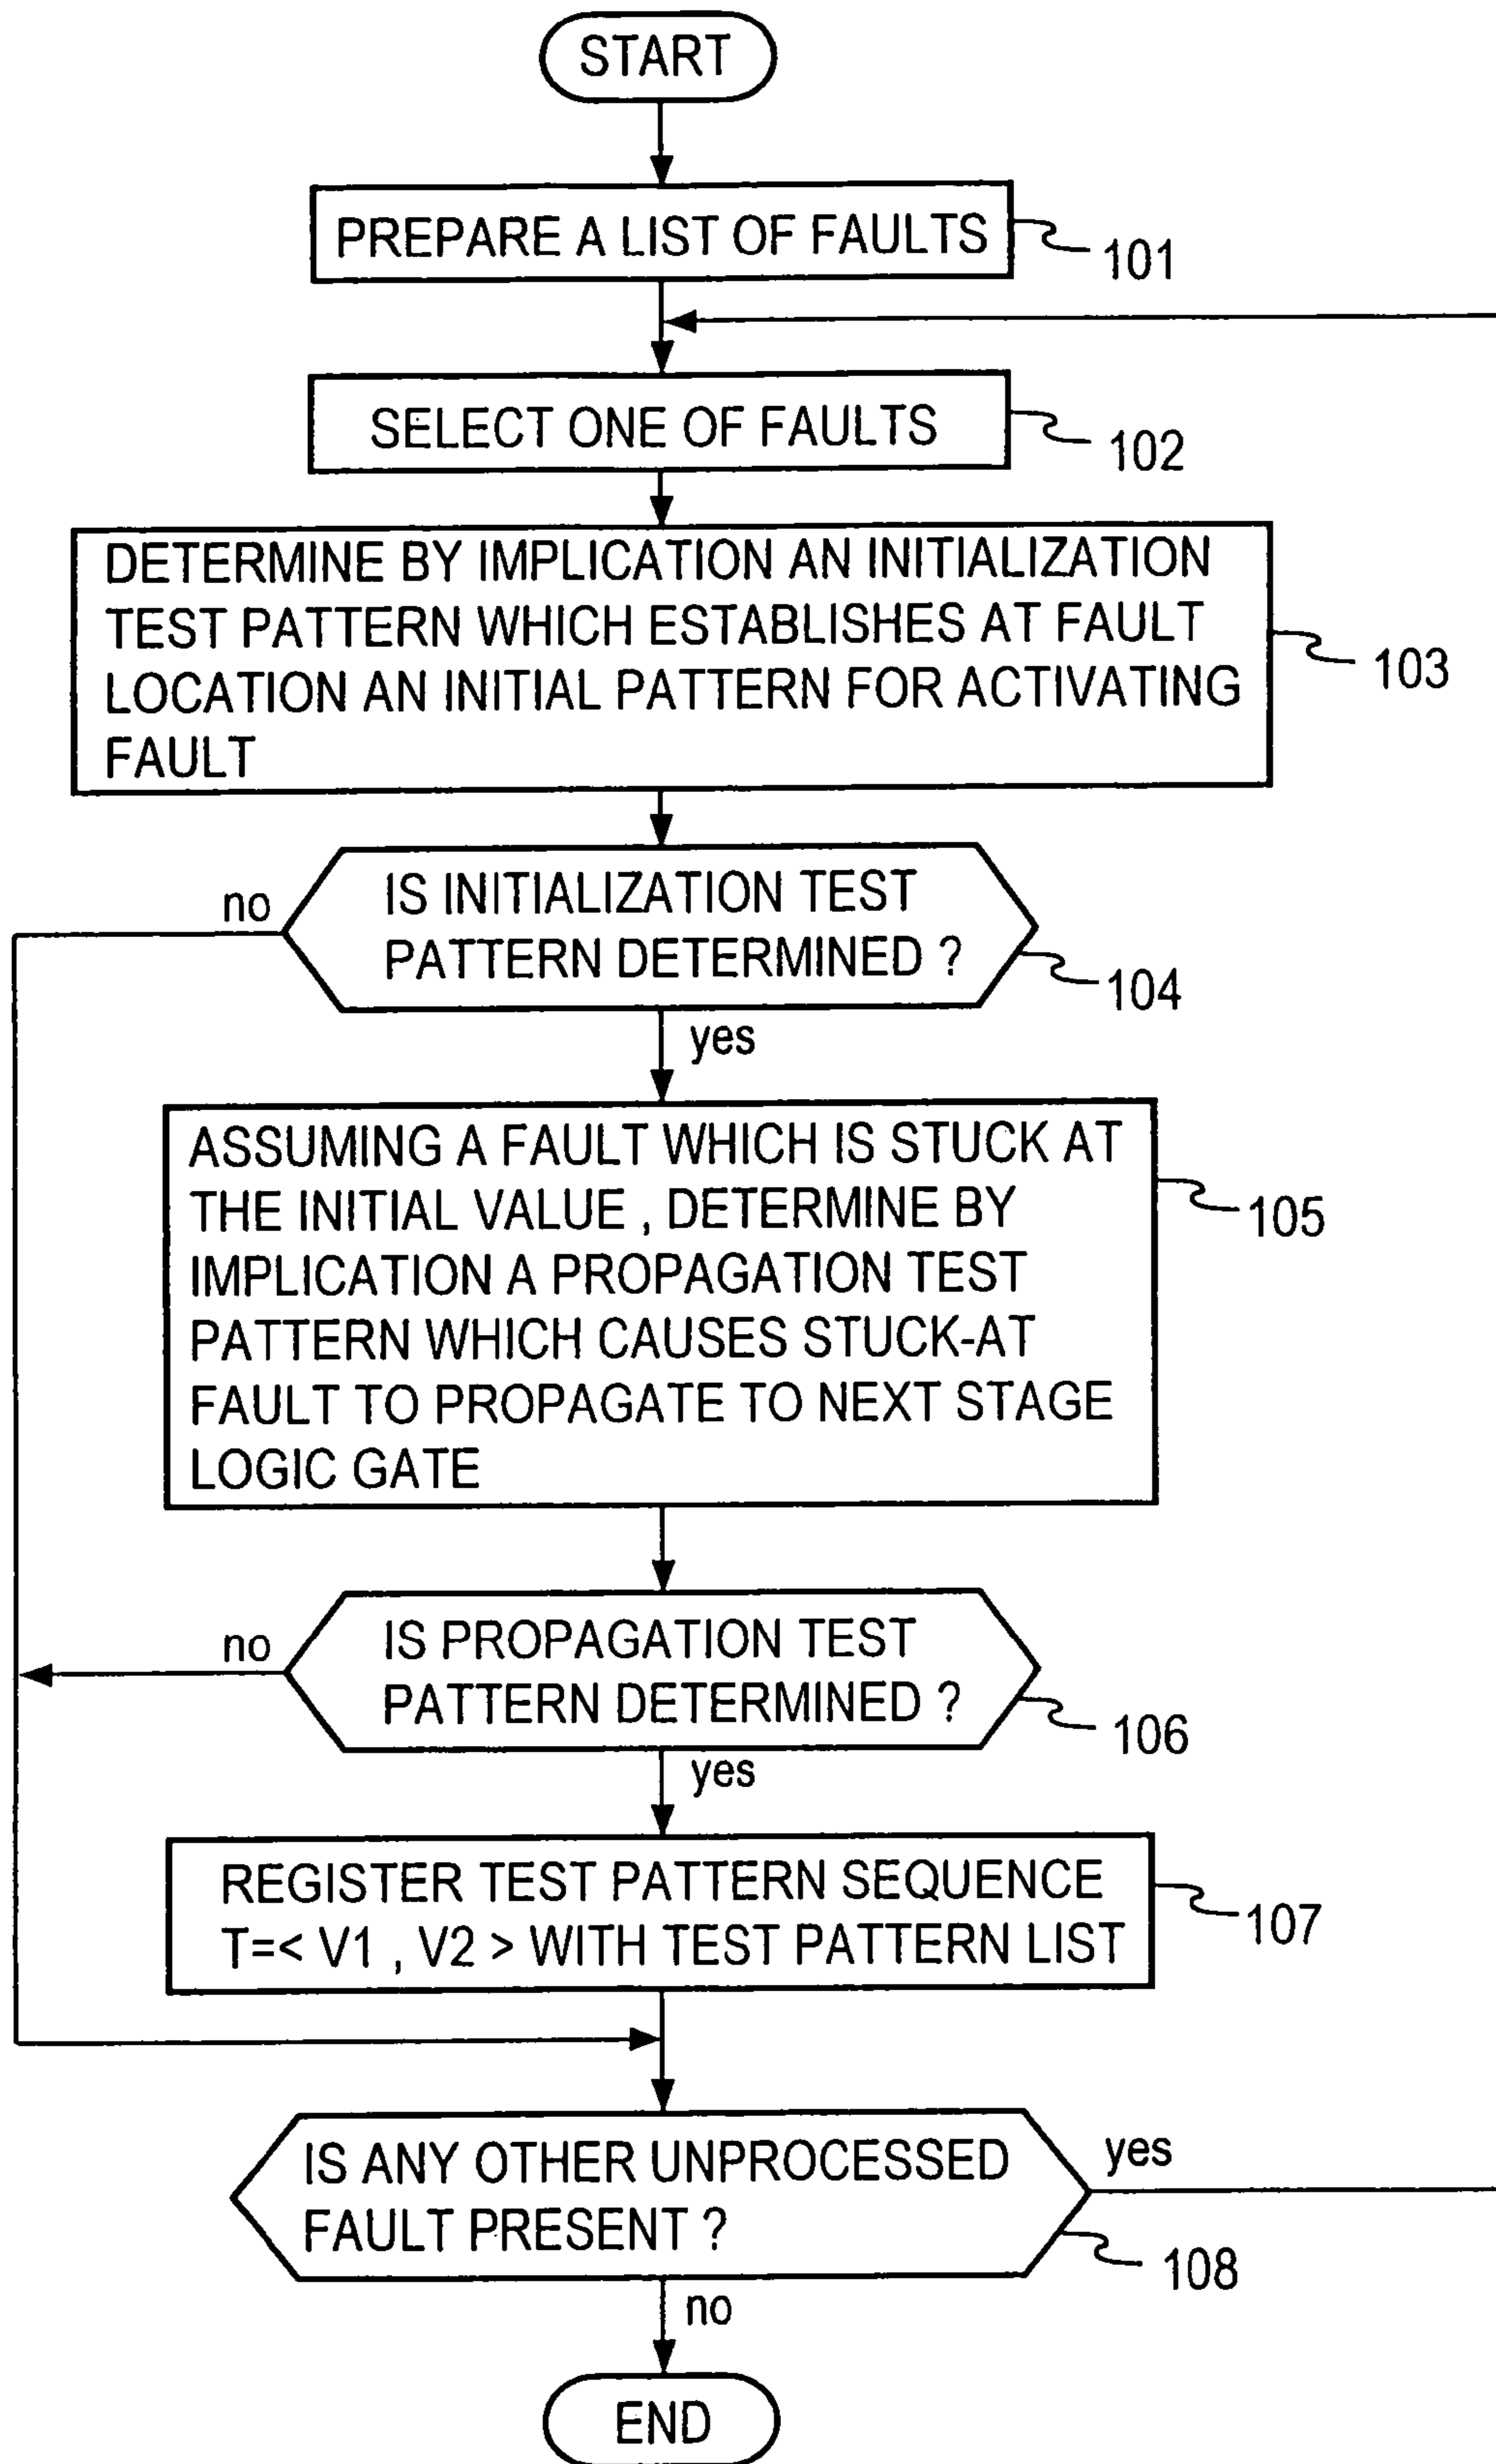 START
PREPARE A LIST OF FAULTS
101
SELECT ONE OF FAULTS
102
DETERMINE BY IMPLICATION AN INITIALIZATION
TEST PATTERN WHICH ESTABLISHES AT FAULT
LOCATION AN INITIAL PATTERN FOR ACTIVATING
FAULT
103
no
IS INITIALIZATION TEST
PATTERN DETERMINED ?
104
yes
ASSUMING A FAULT WHICH IS STUCK AT
THE INITIAL VALUE , DETERMINE BY
IMPLICATION A PROPAGATION TEST
PATTERN WHICH CAUSES STUCK-AT
FAULT TO PROPAGATE TO NEXT STAGE
LOGIC GATE
105
no
IS PROPAGATION TEST
PATTERN DETERMINED ?
106
yes
REGISTER TEST PATTERN SEQUENCE
T=< V1 , V2 > WITH TEST PATTERN LIST
107
IS ANY OTHER UNPROCESSED
FAULT PRESENT ?
yes
108
no
END